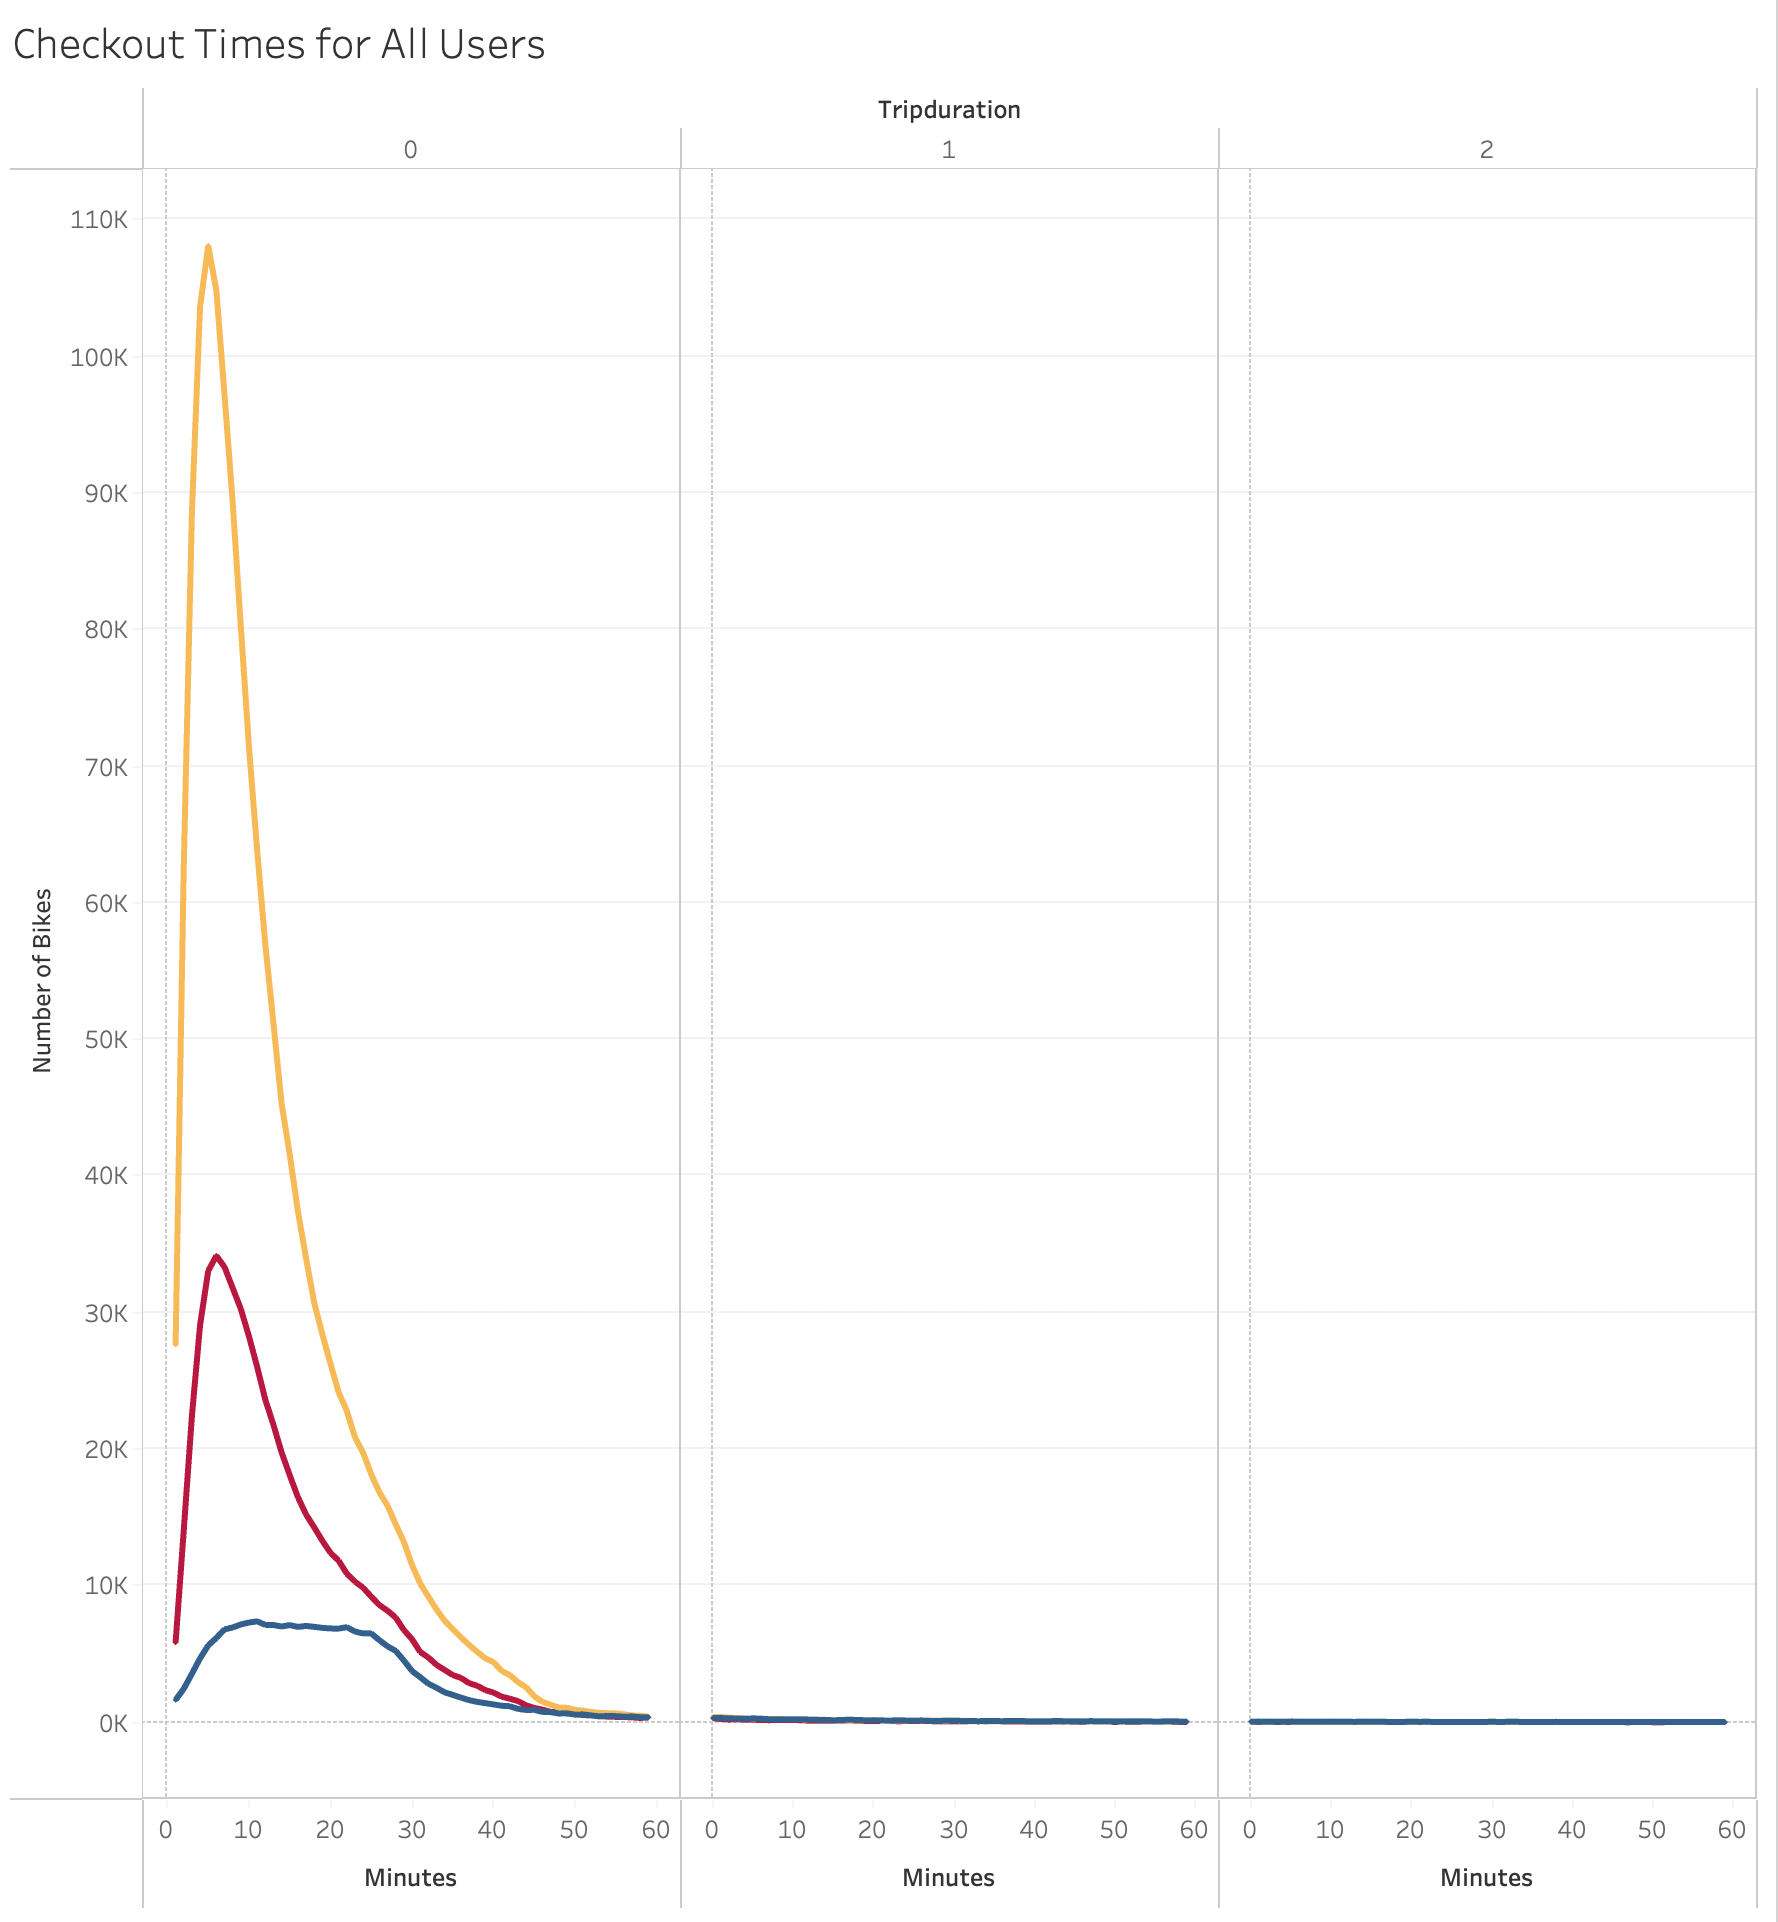 Checkout Times for All Users
Tripduration
0 1 2
110K
100K
90K
80K
70K
60K
50K
40K
30K
20K
10K
0K
Number of Bikes
0 10 20 30 40 50 60 0 10 20 30 40 50 60 0 10 20 30 40 50 60
Minutes Minutes Minutes